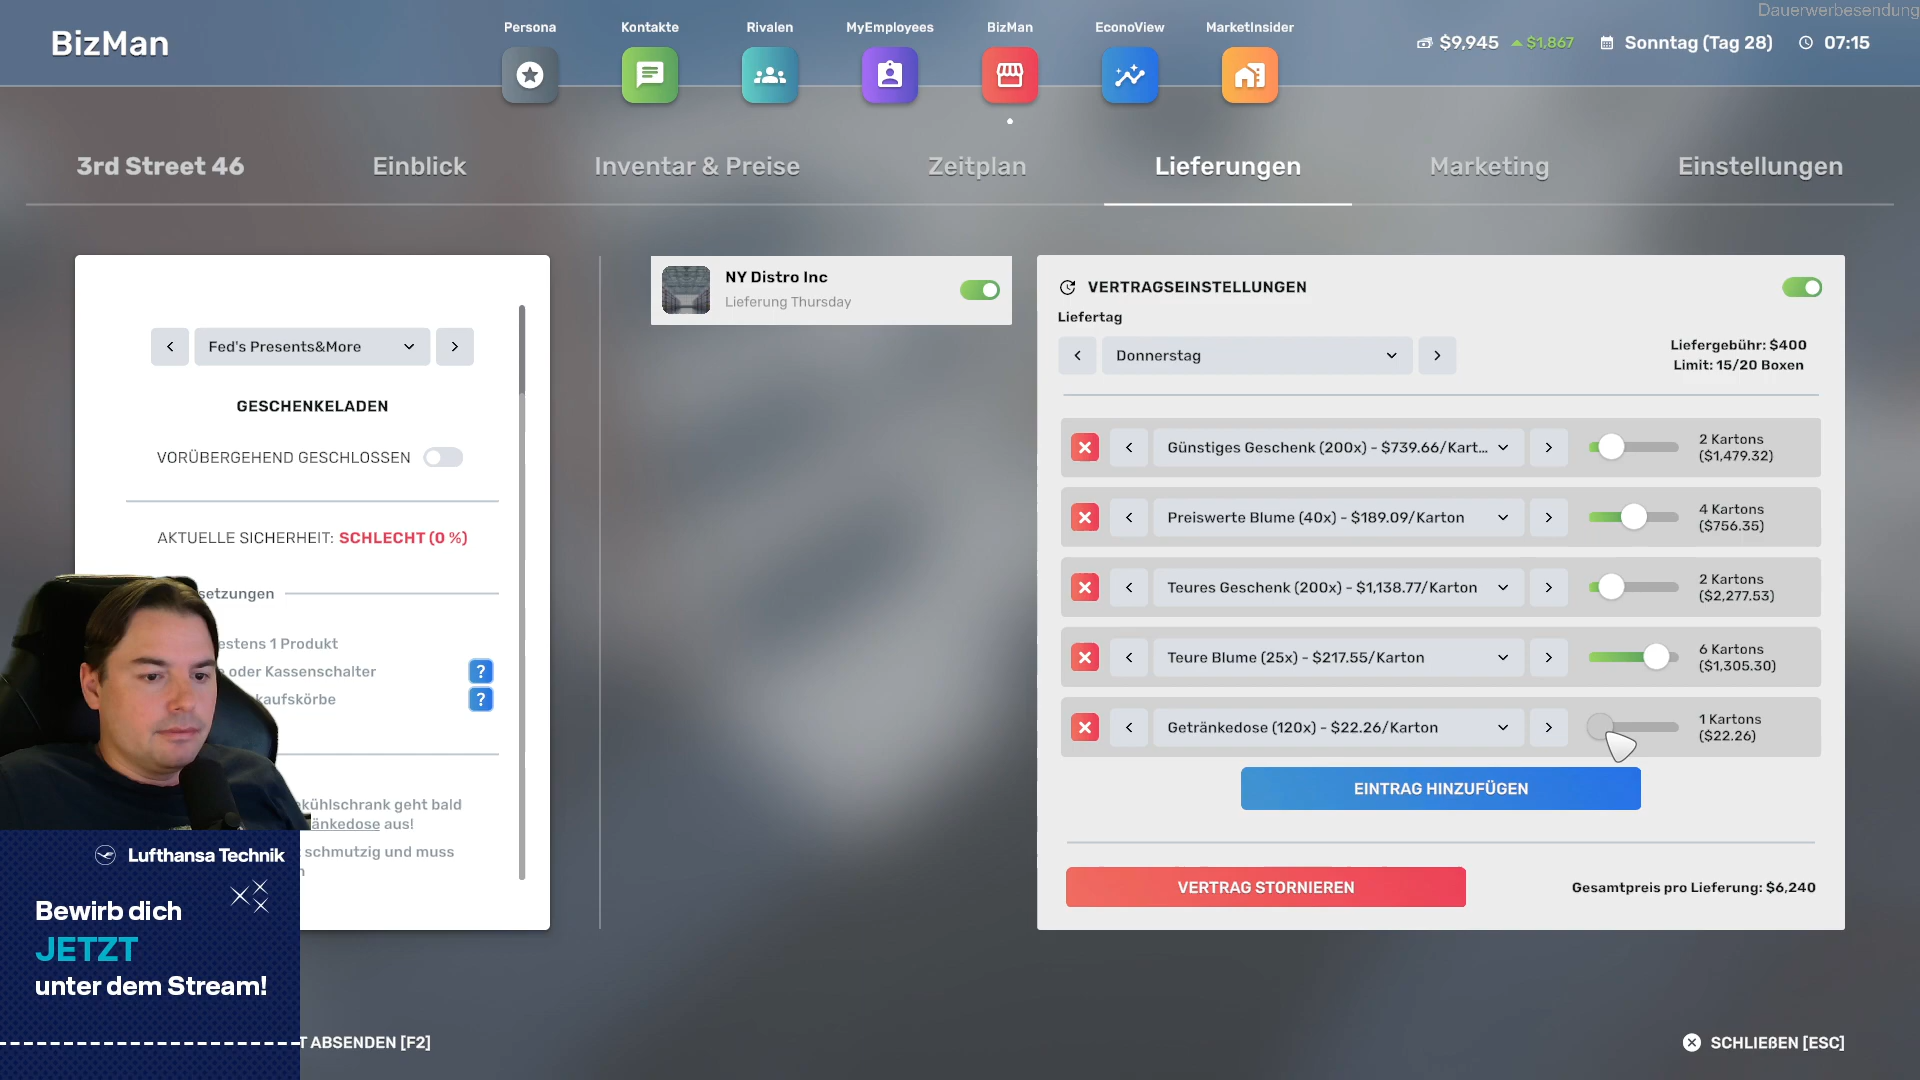 Dauerwerbesendung
BizMan
Persona
Kontakte
Rivalen
MyEmployees
BizMan
EconoView
MarketInsider
$9,945
$1,867
Sonntag (Tag 28)
07:15
3rd Street 46
Einblick
Inventar & Preise
Zeitplan
Lieferungen
Marketing
Einstellungen
Fed's Presents&More
GESCHENKELADEN
VORÜBERGEHEND GESCHLOSSEN
AKTUELLE SICHERHEIT: SCHLECHT (0 %)
setzungen
estens 1 Produkt
oder Kassenschalter
?
kaufskörbe
?
kühlschrank geht bald
änkedose aus!
schmutzig und muss
NY Distro Inc
Lieferung Thursday
VERTRAGSEINSTELLUNGEN
Liefertag
Donnerstag
Liefergebühr: $400
Limit: 15/20 Boxen
Günstiges Geschenk (200x) - $739.66/Kart...
2 Kartons
($1,479.32)
Preiswerte Blume (40x) - $189.09/Karton
4 Kartons
($756.35)
Teures Geschenk (200x) - $1,138.77/Karton
2 Kartons
($2,277.53)
Teure Blume (25x) - $217.55/Karton
6 Kartons
($1,305.30)
Getränkedose (120x) - $22.26/Karton
1 Kartons
($22.26)
EINTRAG HINZUFÜGEN
VERTRAG STORNIEREN
Gesamtpreis pro Lieferung: $6,240
Lufthansa Technik
Bewirb dich
JETZT
unter dem Stream!
T ABSENDEN [F2]
SCHLIEßEN [ESC]